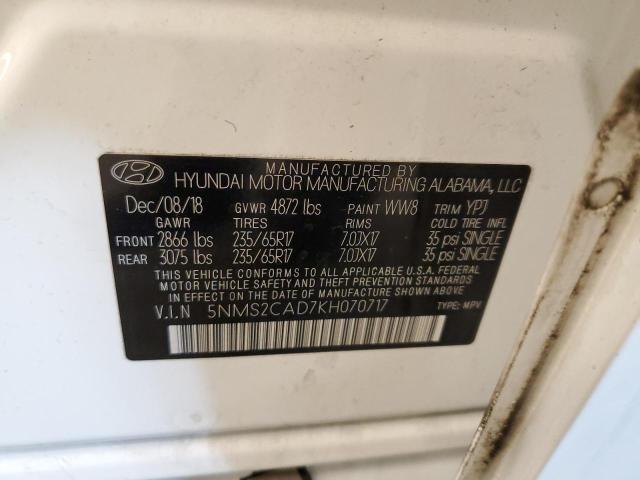 MANUFACTURED BY
HYUNDAI MOTOR MANUFACTURING ALABAMA, LLC
Dec/08/18 GVWR 4872 lbs PAINT WW8 TRIM YPJ
GAWR TIRES RIMS COLD TIRE INFL
FRONT 2866 lbs 235/65R17 7.0JX17 35 psi SINGLE
REAR 3075 lbs 235/65R17 7.0JX17 35 psi SINGLE
THIS VEHICLE CONFORMS TO ALL APPLICABLE U.S.A. FEDERAL
MOTOR VEHICLE SAFETY AND THEFT PREVENTION STANDARDS
IN EFFECT ON THE DATE OF MANUFACTURE SHOWN ABOVE.
V.I.N 5NMS2CAD7KH070717 TYPE: MPV